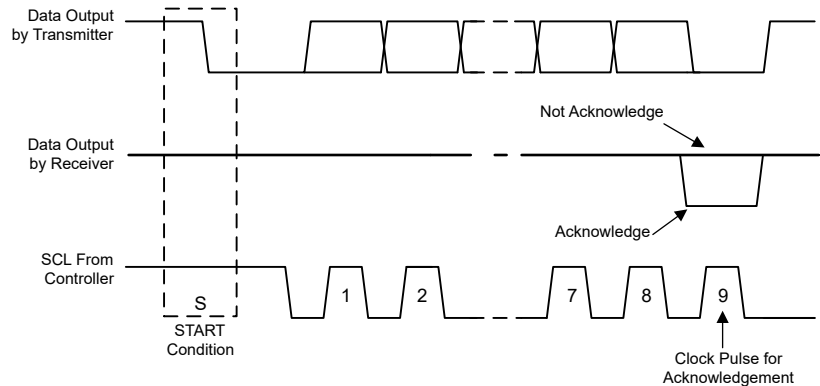 Data Output
by Transmitter
Not Acknowledge
Data Output
by Receiver
Acknowledge
SCL From
Controller
S
1
2
7
8
9
START
Condition
Clock Pulse for
Acknowledgement